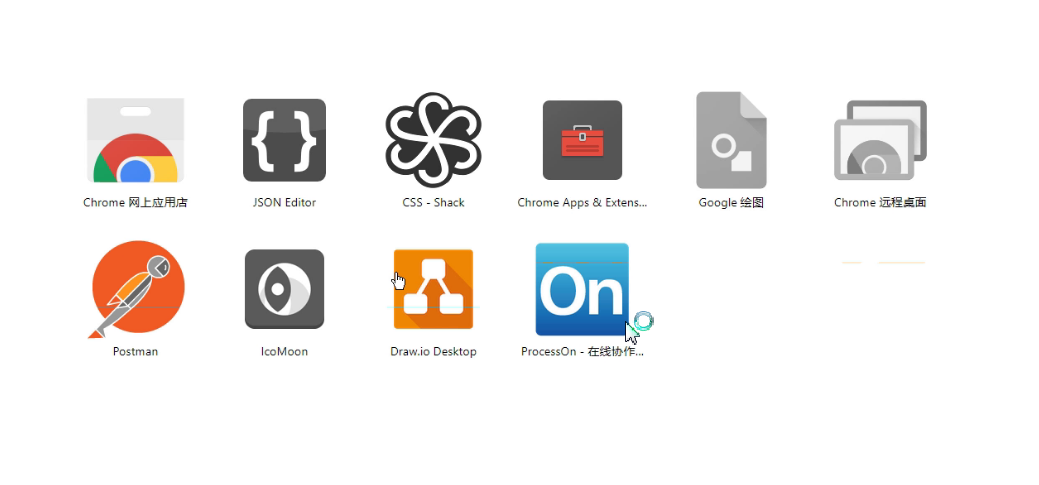 Chrome 网上应用店
JSON Editor
CSS - Shack
Chrome Apps & Extens...
Google 绘图
Chrome 远程桌面
On
Postman
IcoMoon
Draw.io Desktop
ProcessOn - 在线协作...